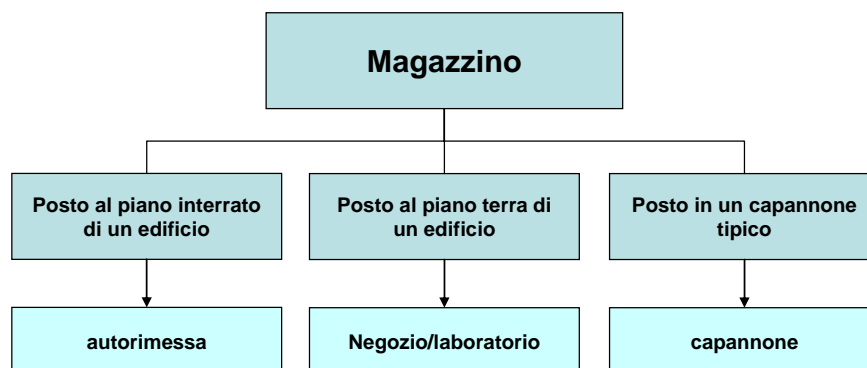 Magazzino
Posto al piano interrato
di un edificio
Posto al piano terra di
un edificio
Posto in un capannone
tipico
autorimessa
Negozio/laboratorio
capannone